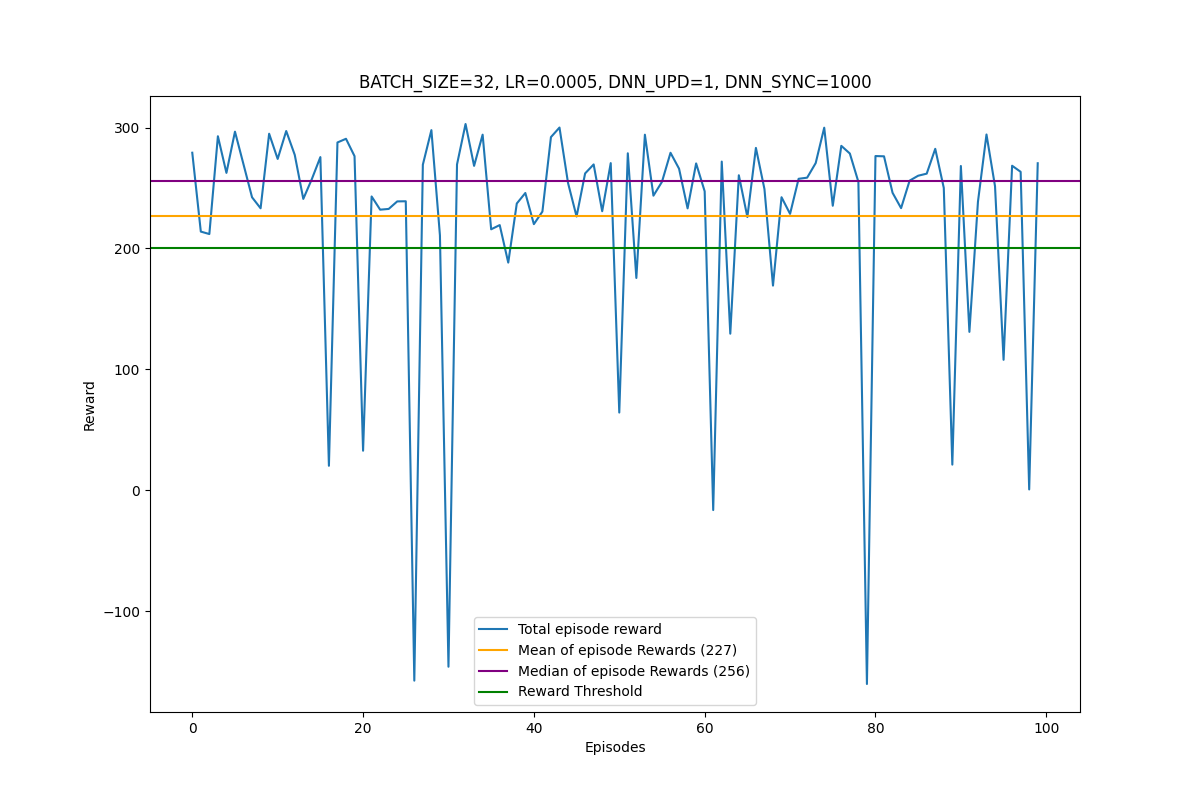 BATCH_SIZE=32, LR=0.0005, DNN_UPD=1, DNN_SYNC=1000
300
200
100
0
−100
Reward
Total episode reward
Mean of episode Rewards (227)
Median of episode Rewards (256)
Reward Threshold
0 20 40 60 80 100
Episodes